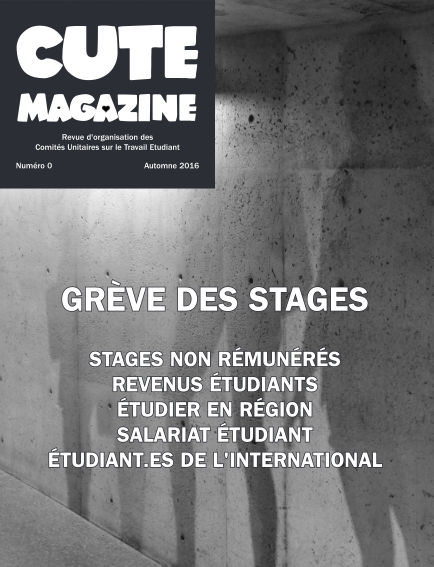 CUTE
MAGAZINE
Revue d'organisation des
Comités Unitaires sur le Travail Etudiant
Numéro 0 Automne 2016
GRÈVE DES STAGES
STAGES NON RÉMUNÉRÉS
REVENUS ÉTUDIANTS
ÉTUDIER EN RÉGION
SALARIAT ÉTUDIANT
ÉTUDIANT.ES DE L'INTERNATIONAL